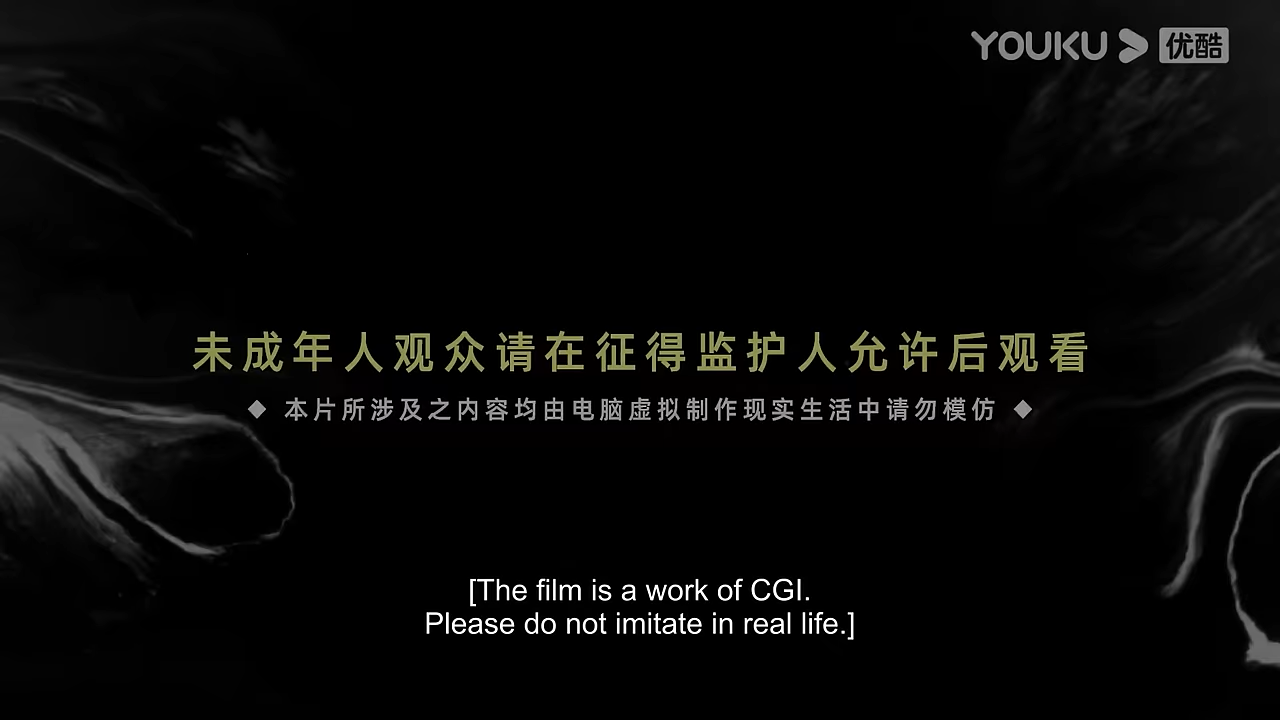 YOUKU 优酷
未成年人观众请在征得监护人允许后观看
◆ 本片所涉及之内容均由电脑虚拟制作现实生活中请勿模仿 ◆
[The film is a work of CGI.
Please do not imitate in real life.]